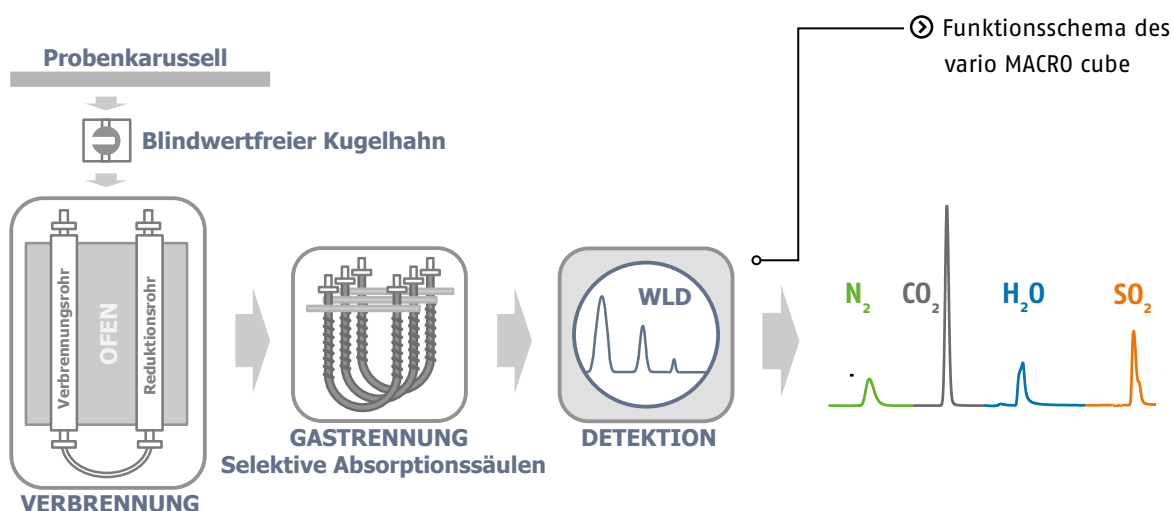 Funktionsschema des
vario MACRO cube
Probenkarussell
Blindwertfreier Kugelhahn
Verbrennungsrohr
OFEN
Reduktionsrohr
VERBRENNUNG
GASTRENNUNG
Selektive Absorptionssäulen
WLD
DETEKTION
N₂
CO₂
H₂O
SO₂